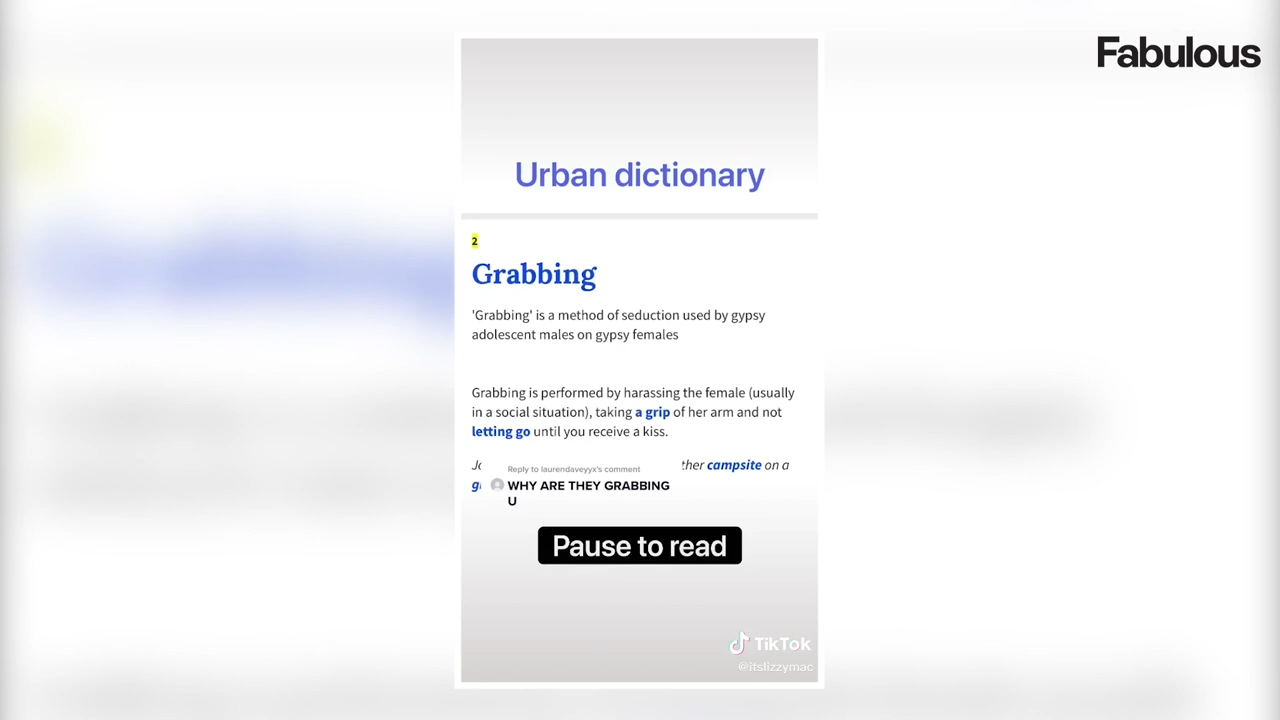 Fabulous
Urban dictionary
2
Grabbing
'Grabbing' is a method of seduction used by gypsy
adolescent males on gypsy females
Grabbing is performed by harassing the female (usually
in a social situation), taking a grip of her arm and not
letting go until you receive a kiss.
campsite on a
Reply to laurendaveyyx's comment
WHY ARE THEY GRABBING
U
Pause to read
TikTok
@itslizzymac